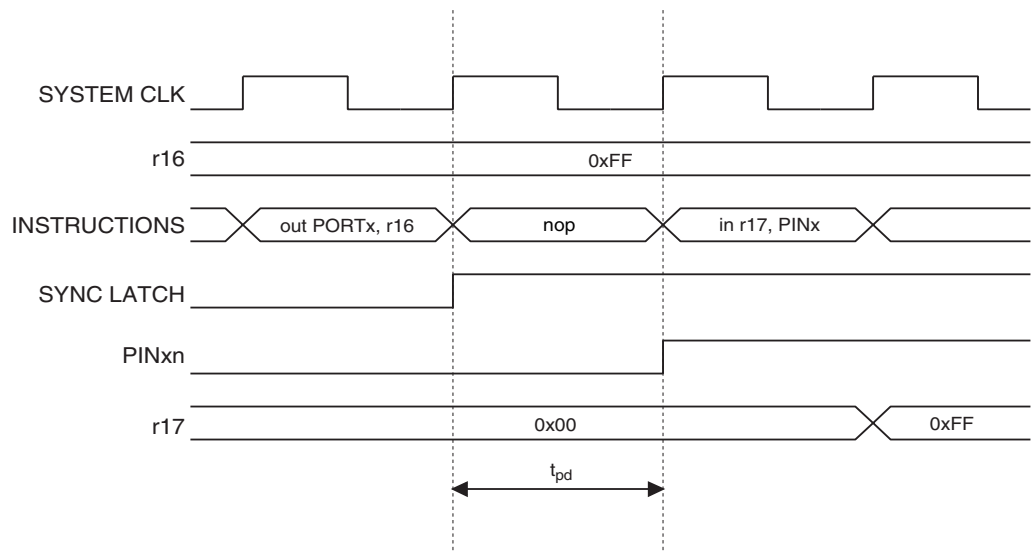 SYSTEM CLK
r16
0xFF
INSTRUCTIONS
out PORTx, r16
nop
in r17, PINx
SYNC LATCH
PINxn
r17
0x00
0xFF
tpd